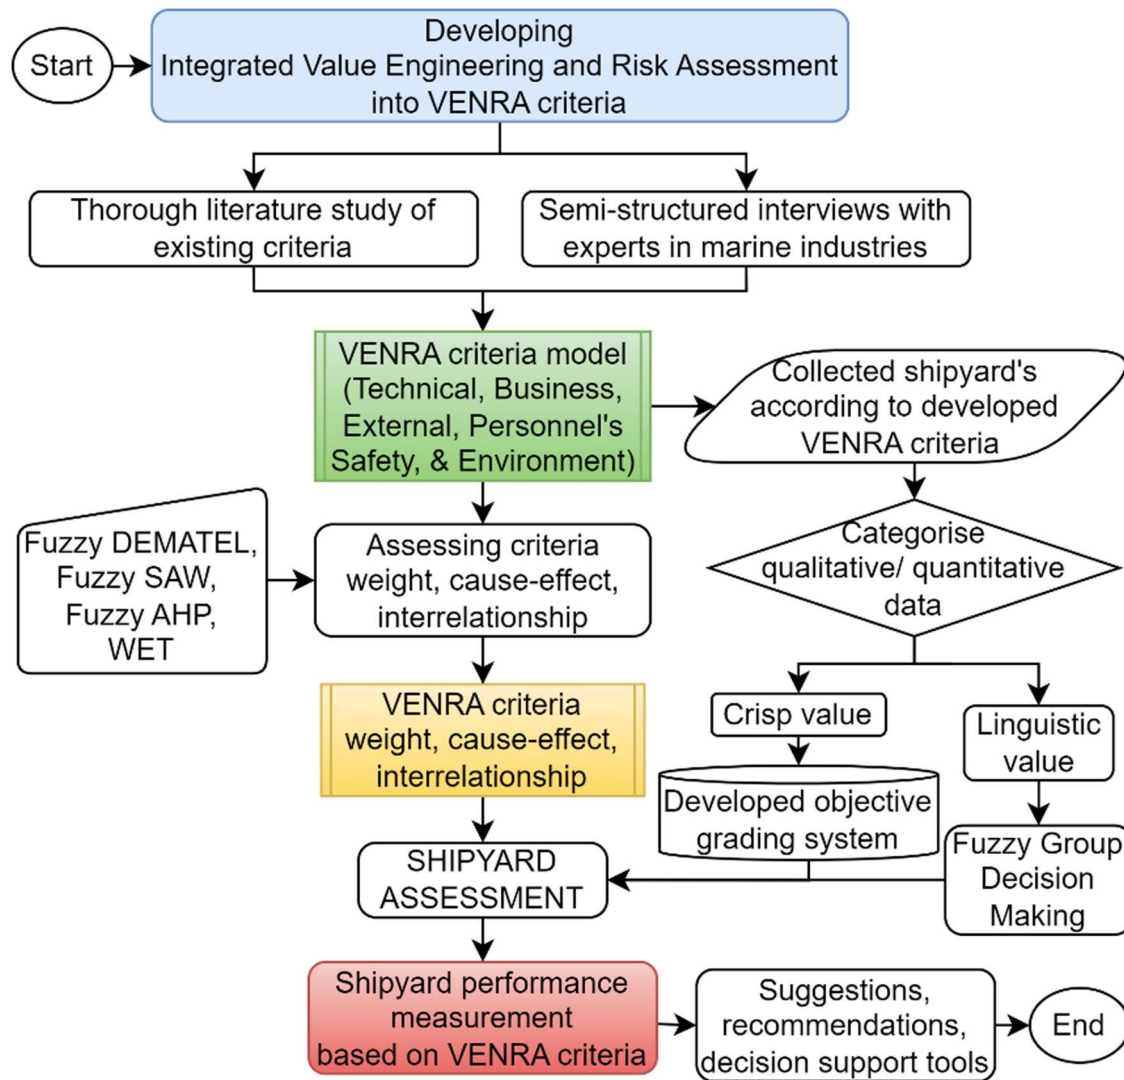 Start
Developing
Integrated Value Engineering and Risk Assessment
into VENRA criteria
Thorough literature study of
existing criteria
Semi-structured interviews with
experts in marine industries
VENRA criteria model
(Technical, Business,
External, Personnel's
Safety, & Environment)
Collected shipyard's
according to developed
VENRA criteria
Fuzzy DEMATEL,
Fuzzy SAW,
Fuzzy AHP,
WET
Assessing criteria
weight, cause-effect,
interrelationship
Categorise
qualitative/ quantitative
data
VENRA criteria
weight, cause-effect,
interrelationship
Crisp value
Linguistic
value
Developed objective
grading system
Fuzzy Group
Decision
Making
SHIPYARD
ASSESSMENT
Shipyard performance
measurement
based on VENRA criteria
Suggestions,
recommendations,
decision support tools
End